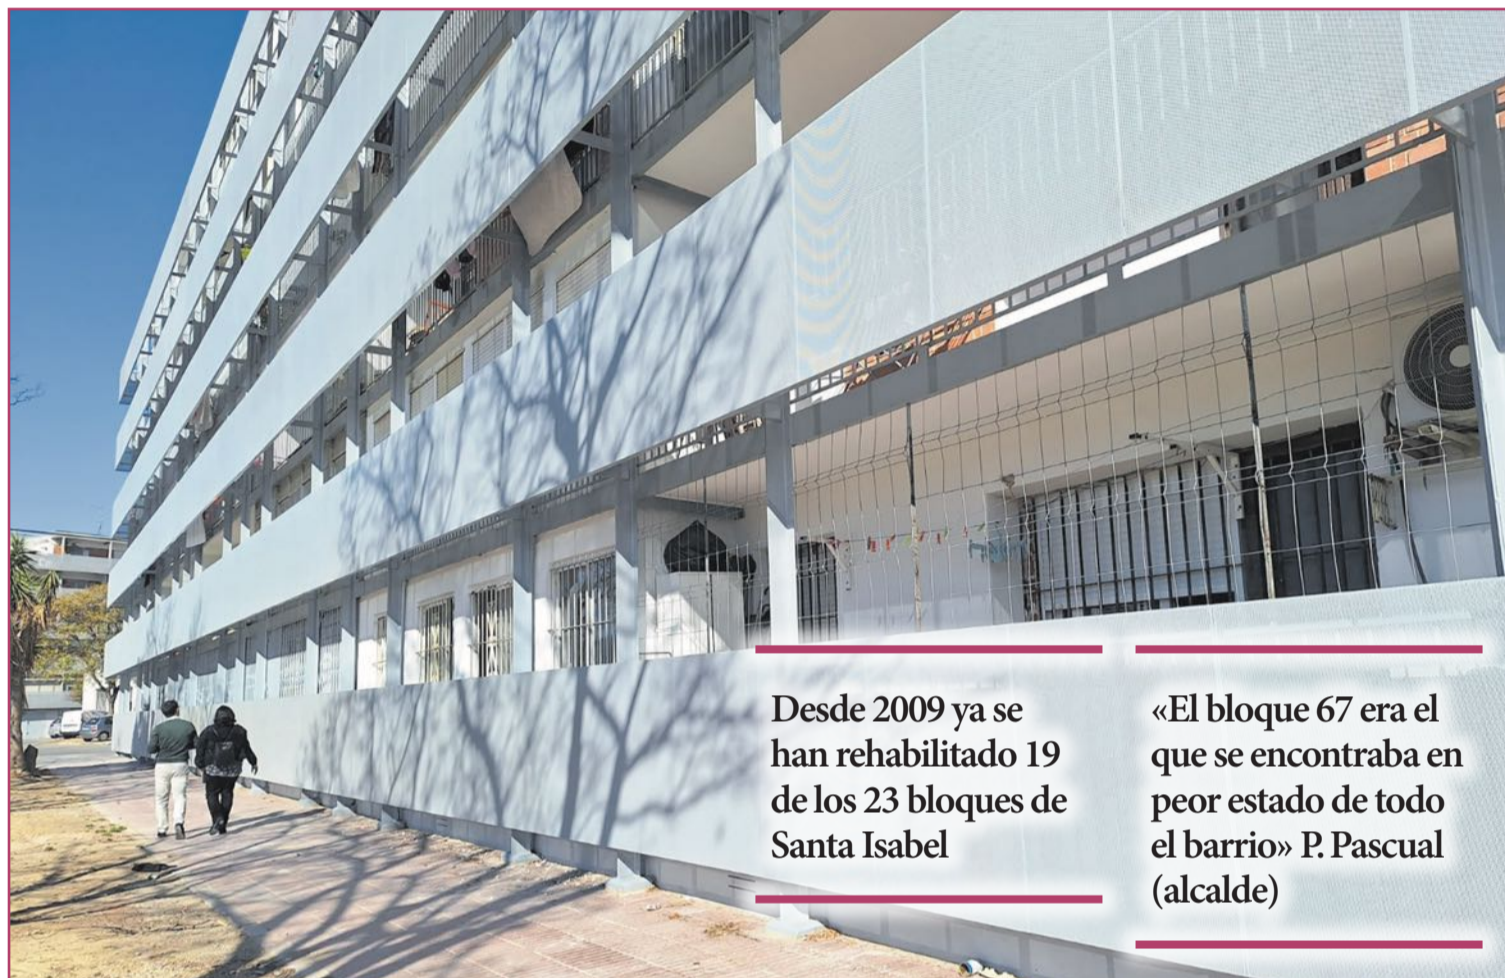 Desde 2009 ya se
han rehabilitado 19
de los 23 bloques de
Santa Isabel
«El bloque 67 era el
que se encontraba en
peor estado de todo
el barrio» P. Pascual
(alcalde)